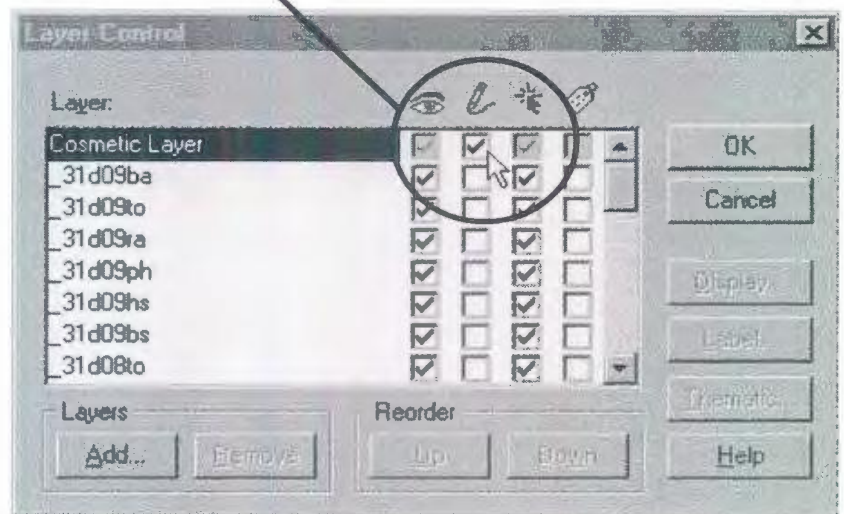 Layer Control
Layer:
Cosmetic Layer
_31d09ba
_31d09to
_31d09ra
_31d09ph
_31d09hs
_31d09bs
_31d08to
OK
Cancel
Display...
Label...
Thematic...
Help
Layers
Add...
Remove
Reorder
Up
Down